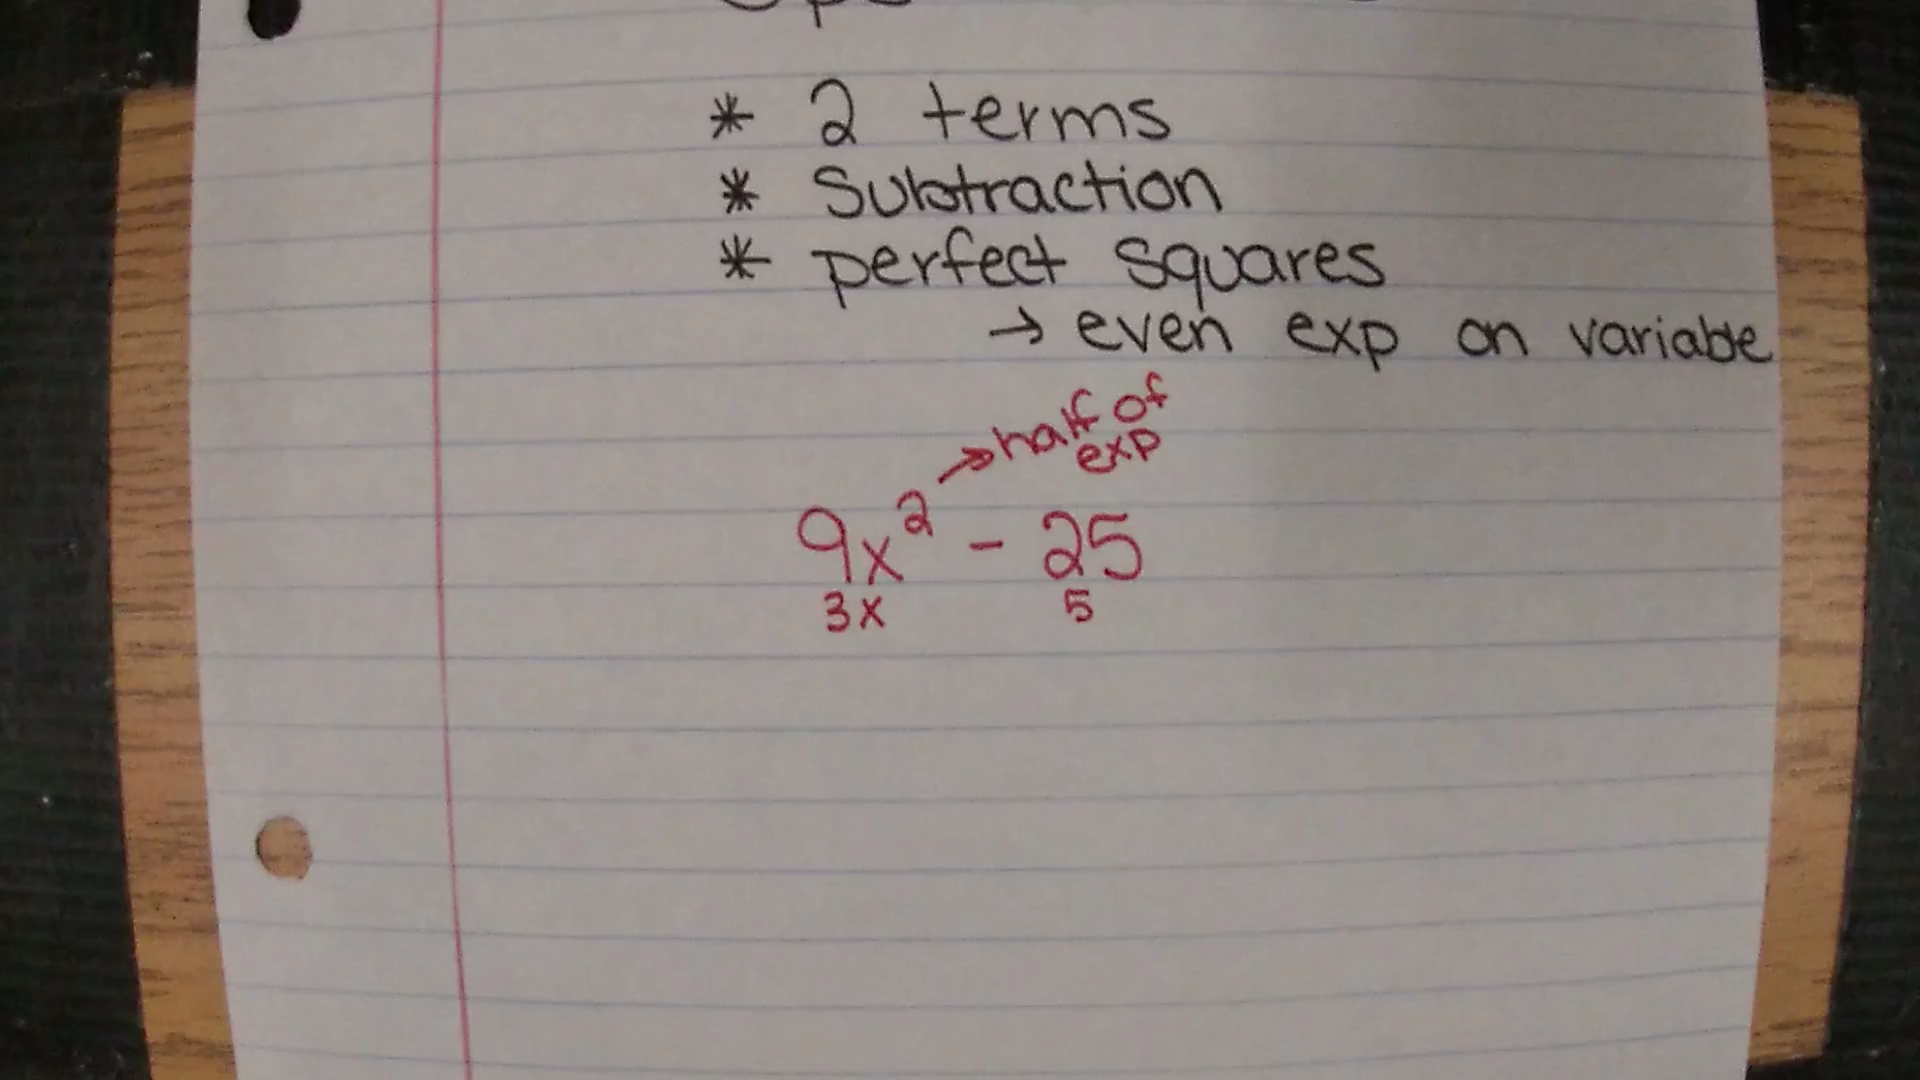 * 2 terms
* Subtraction
* perfect squares
→ even exp on variable
→ half of
exp
9x² - 25
3x 5